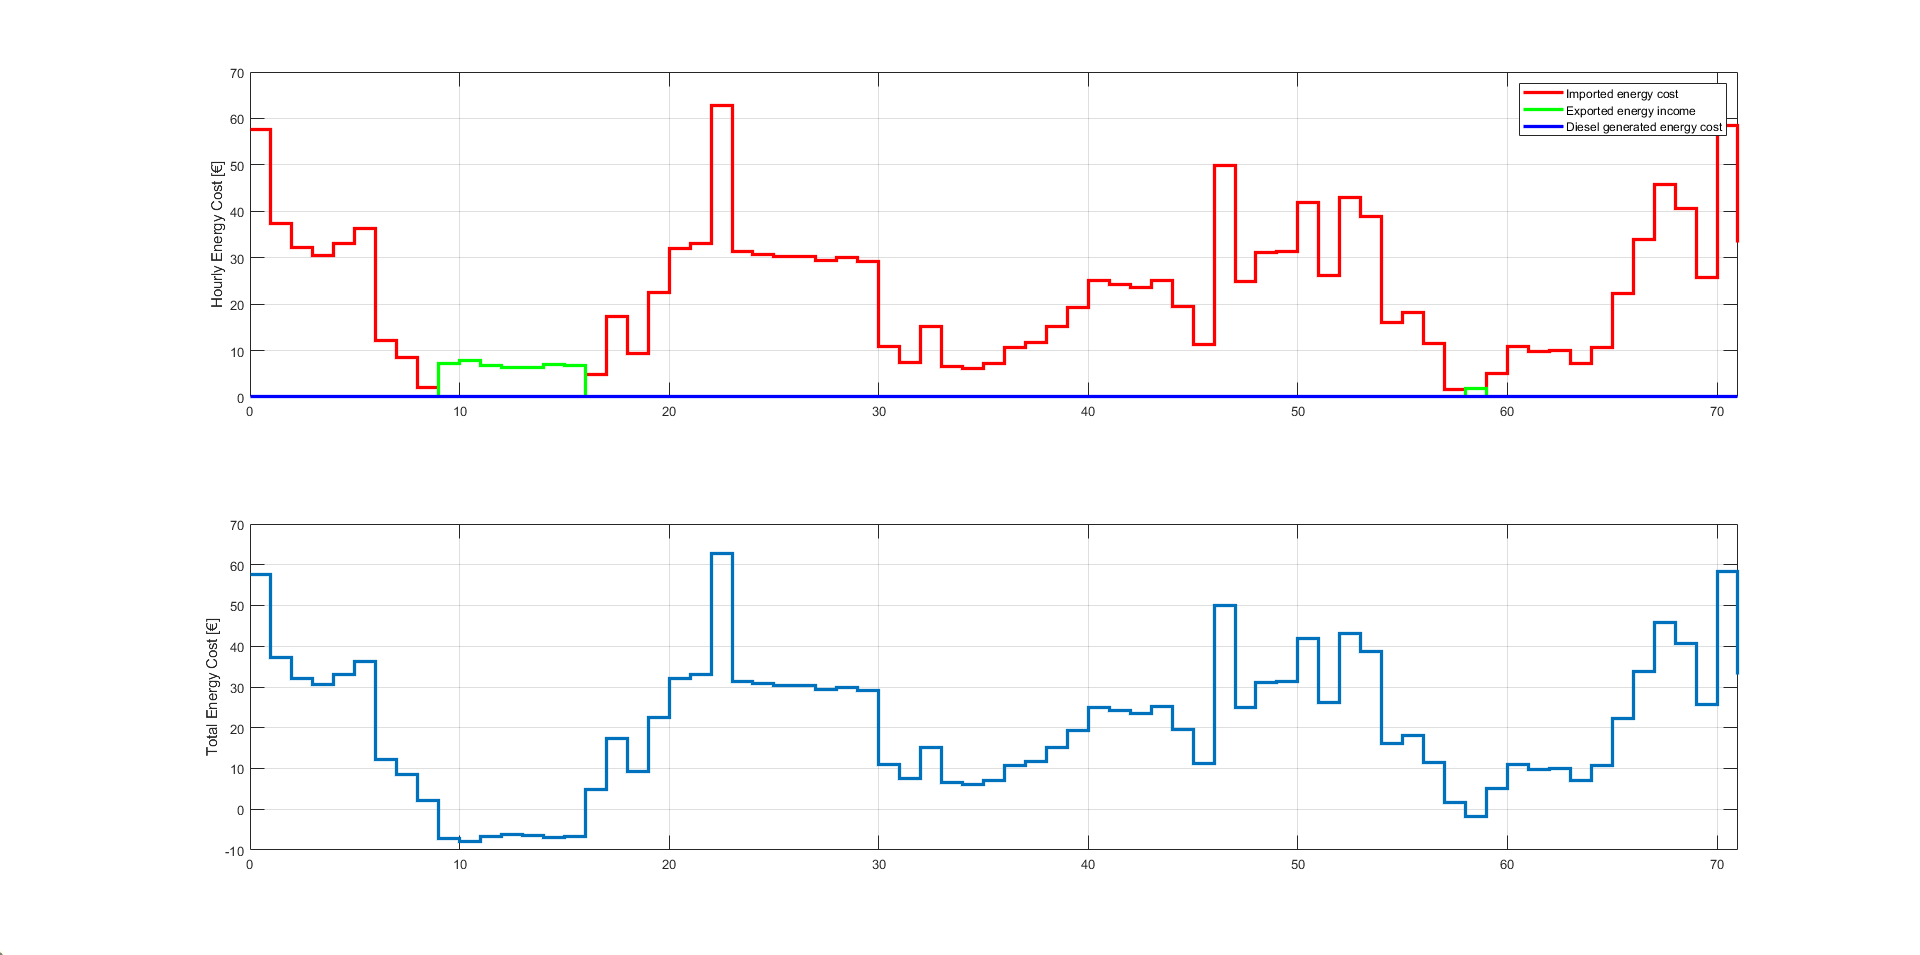 70
60
50
40
30
20
10
0
Hourly Energy Cost [€]
Imported energy cost
Exported energy income
Diesel generated energy cost
0 10 20 30 40 50 60 70
70
60
50
40
30
20
10
0
-10
Total Energy Cost [€]
0 10 20 30 40 50 60 70